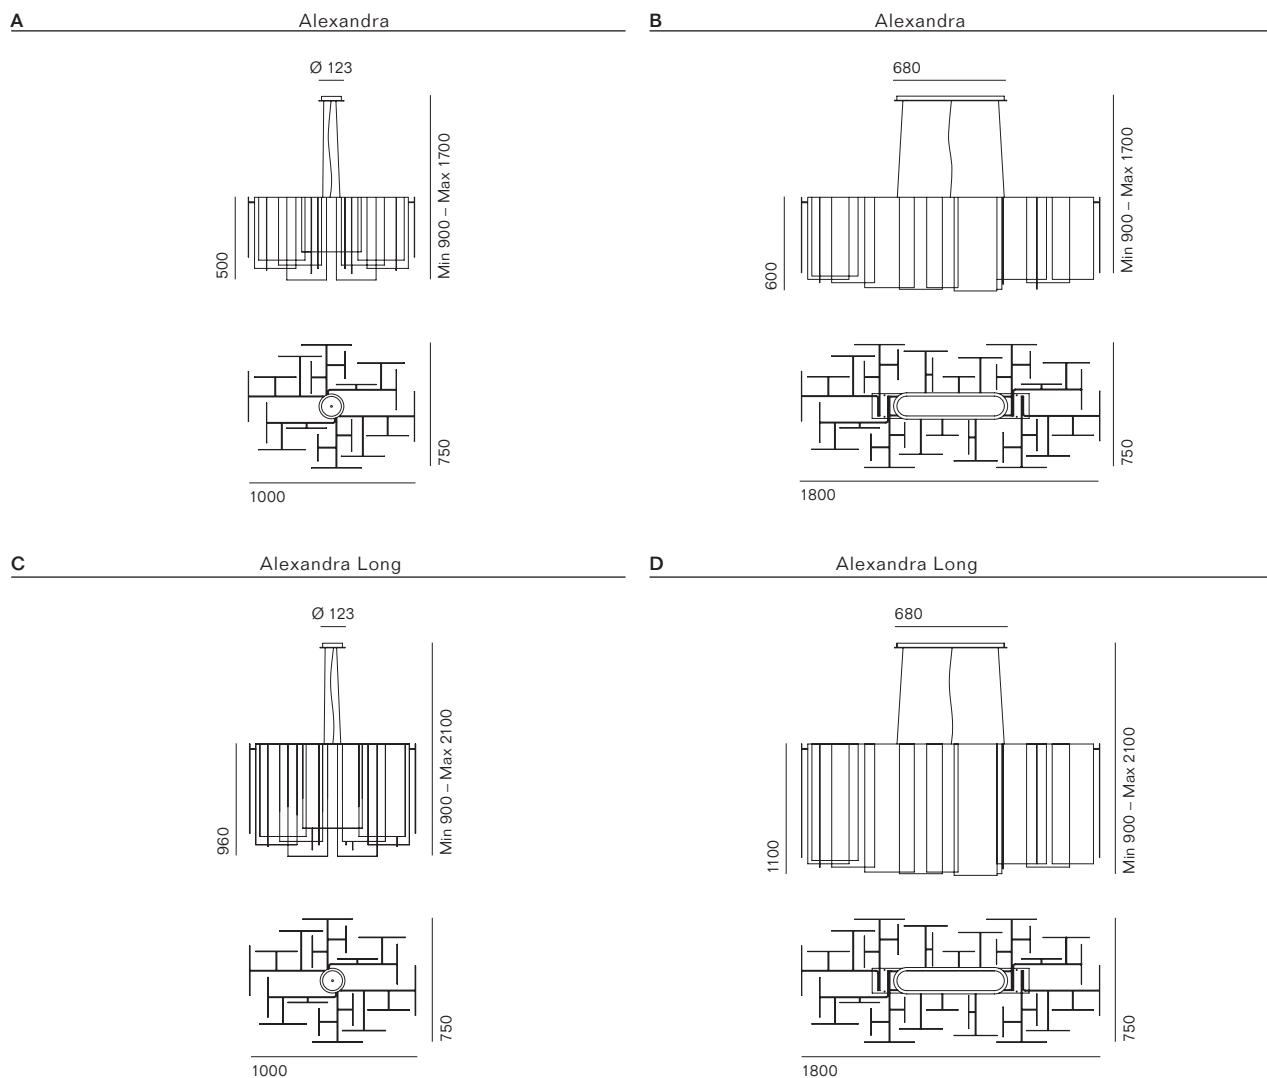 A Alexandra
Ø 123
Min 900 – Max 1700
500
750
1000
B Alexandra
680
Min 900 – Max 1700
600
750
1800
C Alexandra Long
Ø 123
Min 900 – Max 2100
960
750
1000
D Alexandra Long
680
Min 900 – Max 2100
1100
750
1800